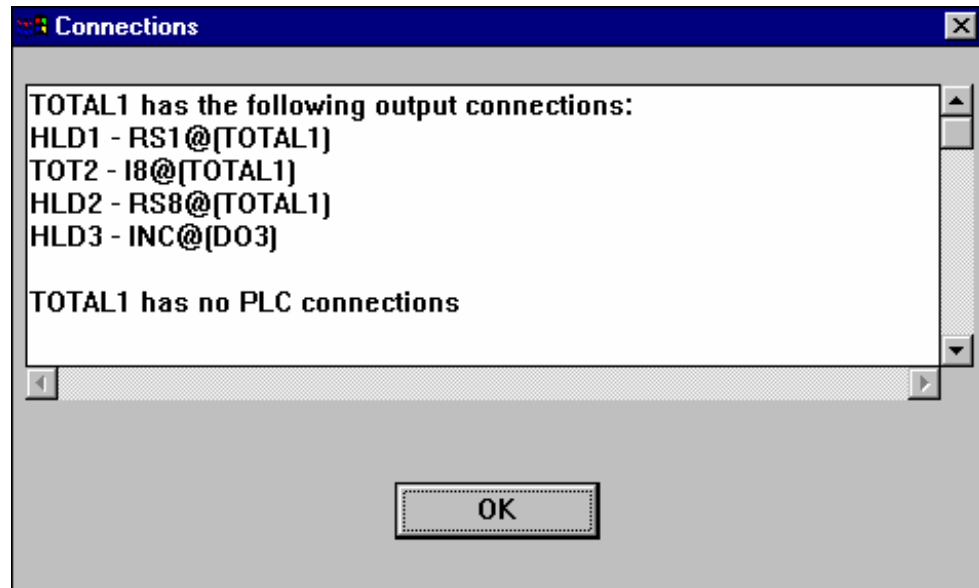 Connections
TOTAL1 has the following output connections:
HLD1 - RS1@(TOTAL1)
TOT2 - I8@(TOTAL1)
HLD2 - RS8@(TOTAL1)
HLD3 - INC@(DO3)
TOTAL1 has no PLC connections
OK